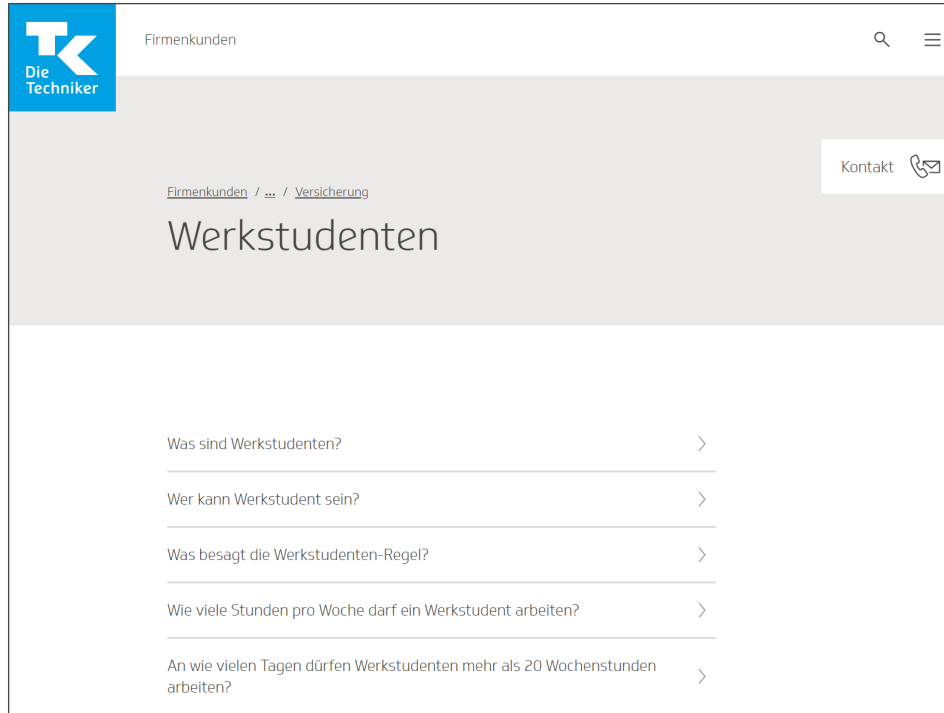 TK
Die
Techniker
Firmenkunden
Kontakt
Firmenkunden / ... / Versicherung
Werkstudenten
Was sind Werkstudenten?
Wer kann Werkstudent sein?
Was besagt die Werkstudenten-Regel?
Wie viele Stunden pro Woche darf ein Werkstudent arbeiten?
An wie vielen Tagen dürfen Werkstudenten mehr als 20 Wochenstunden
arbeiten?